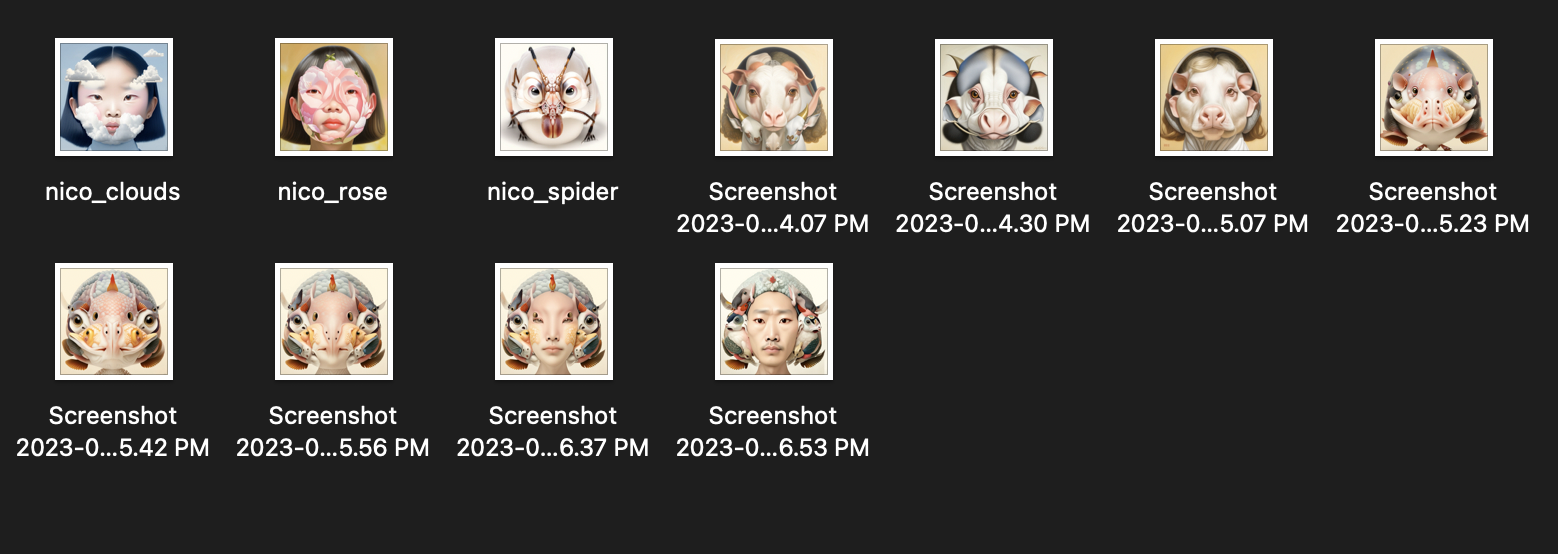 nico_clouds
nico_rose
nico_spider
Screenshot
2023-0...4.07 PM
Screenshot
2023-0...4.30 PM
Screenshot
2023-0...5.07 PM
Screenshot
2023-0...5.23 PM
Screenshot
2023-0...5.42 PM
Screenshot
2023-0...5.56 PM
Screenshot
2023-0...6.37 PM
Screenshot
2023-0...6.53 PM